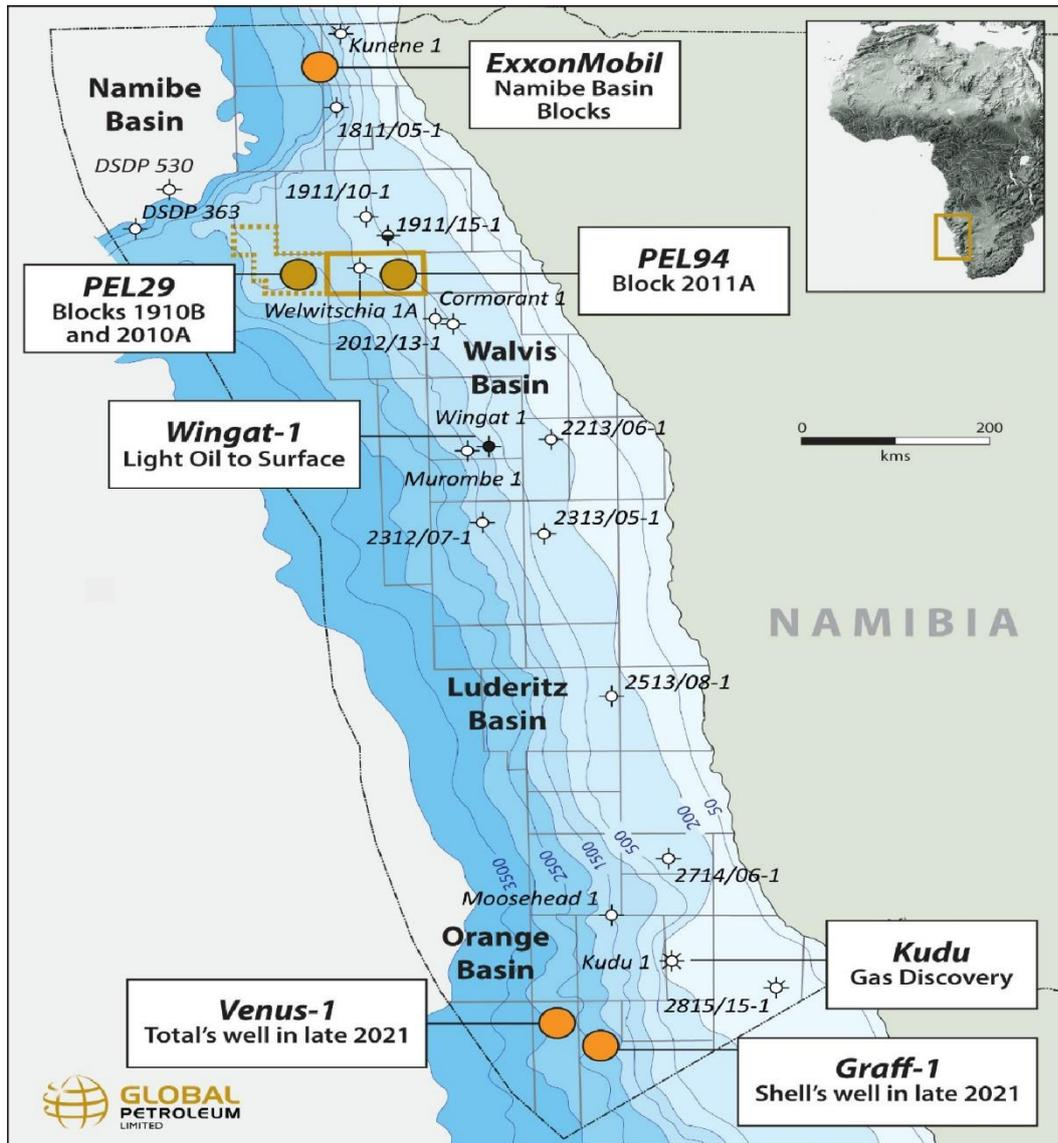 Kunene 1
ExxonMobil
Namibe Basin
Blocks
Namibe
Basin
1811/05-1
DSDP 530
DSDP 363
1911/10-1
1911/15-1
PEL29
Blocks 1910B
and 2010A
PEL94
Block 2011A
Welwitschia 1A
Cormorant 1
2012/13-1
Walvis
Basin
Wingat-1
Light Oil to Surface
Wingat 1
2213/06-1
Murombe 1
0
200
kms
2312/07-1
2313/05-1
NAMIBIA
Luderitz
Basin
2513/08-1
3500
2500
1500
500
200
50
2714/06-1
Moosehead 1
Orange
Basin
Kudu 1
Kudu
Gas Discovery
2815/15-1
Venus-1
Total's well in late 2021
Graff-1
Shell's well in late 2021
GLOBAL
PETROLEUM
LIMITED